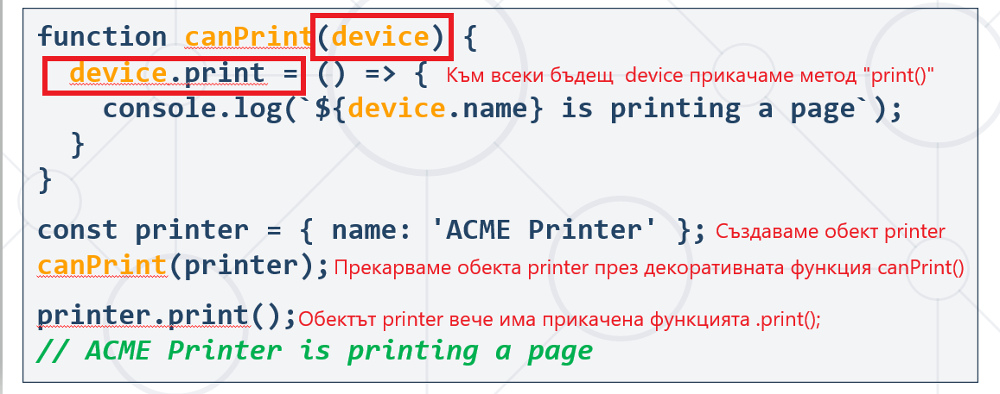 function canPrint(device) {
device.print = () => { Към всеки бъдещ device прикачаме метод "print()"
console.log(`${device.name} is printing a page`);
}
}
const printer = { name: 'ACME Printer' }; Създаваме обект printer
canPrint(printer); Прекарваме обекта printer през декоративната функция canPrint()
printer.print(); Обектът printer вече има прикачена функцията .print();
// ACME Printer is printing a page